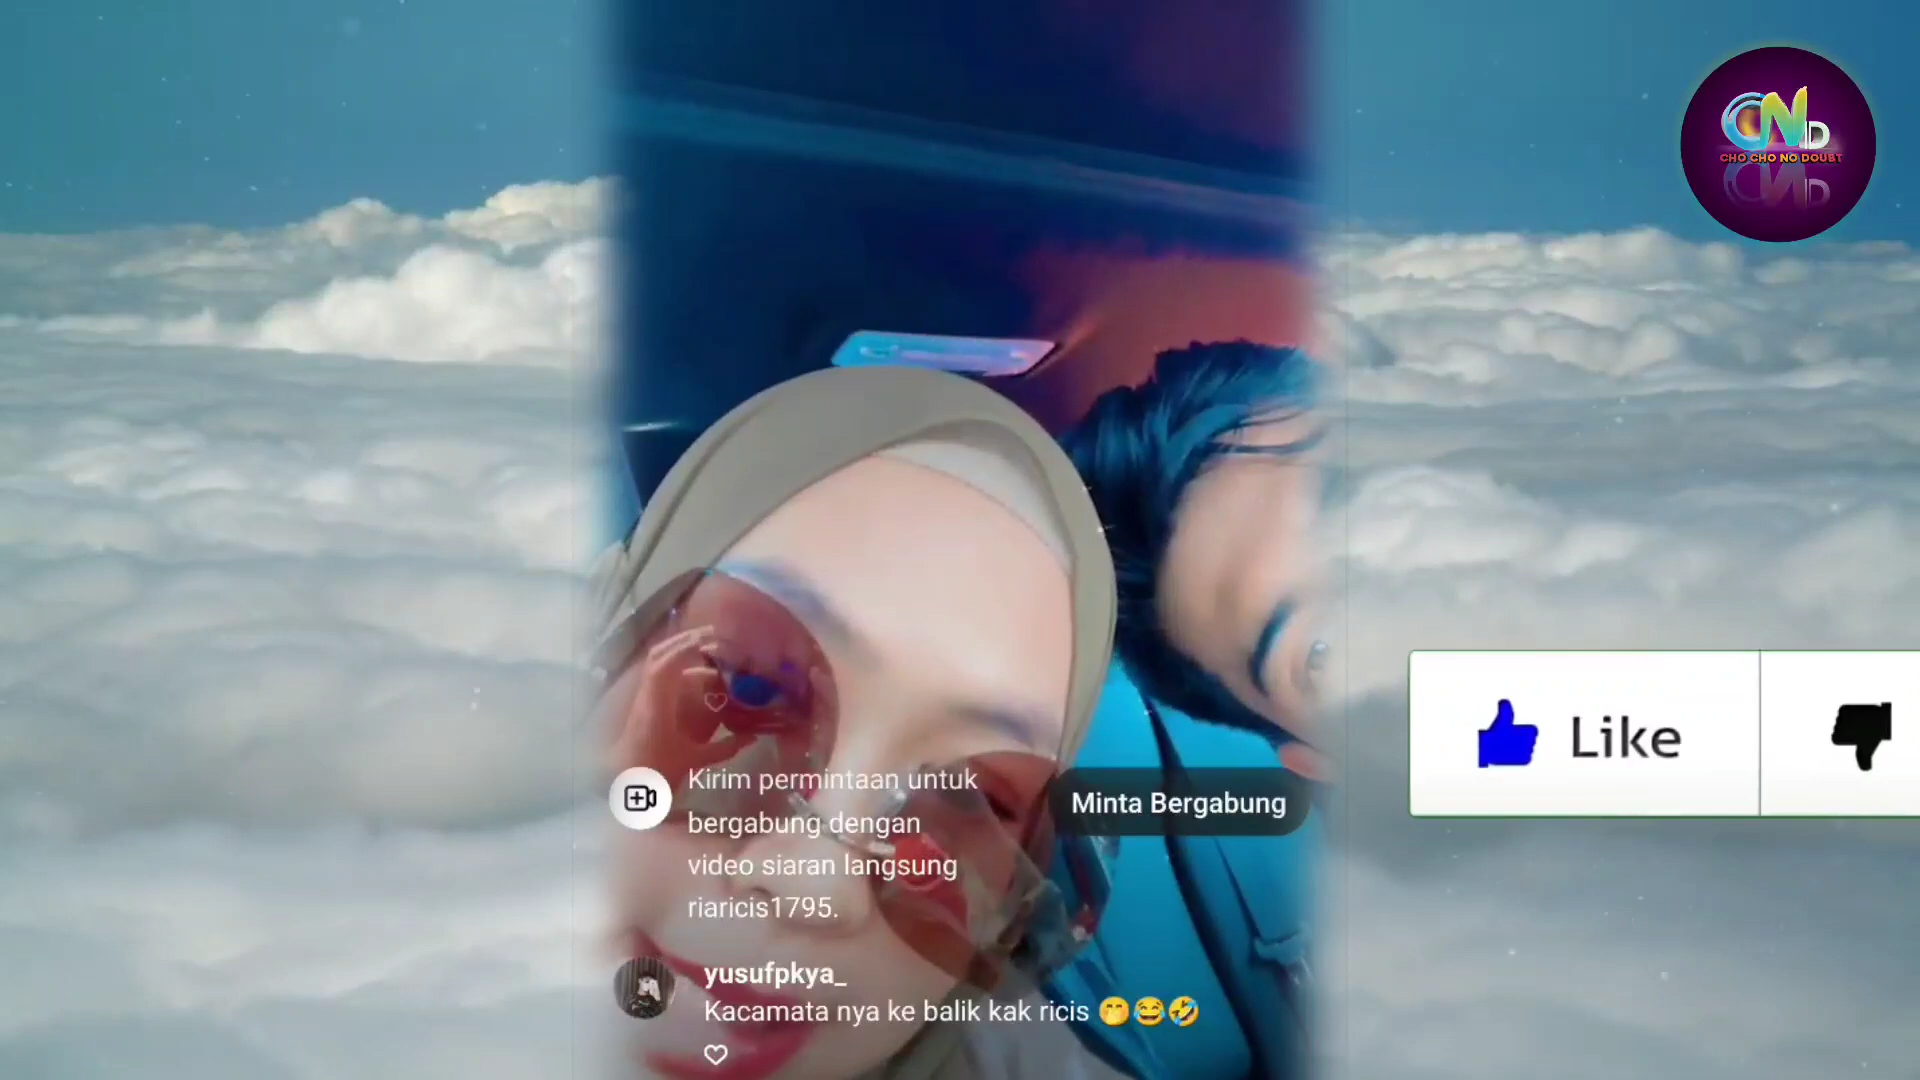 CND
CHO CHO NO DOUBT
Like
Kirim permintaan untuk
bergabung dengan
video siaran langsung
riaricis1795.
Minta Bergabung
yusufpkya_
Kacamata nya ke balik kak ricis 🤭😂🤣